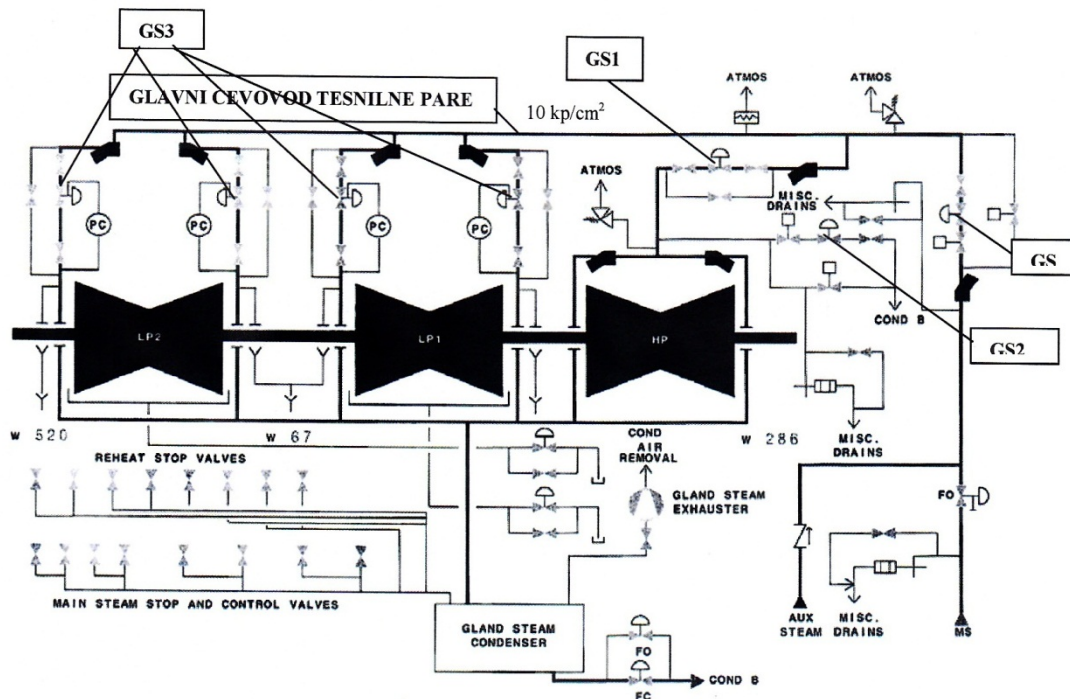 GS3
GS1
GLAVNI CEVOVOD TESNILNE PARE
10 kp/cm²
ATMOS
ATMOS
ATMOS
MISC.
DRAINS
PC
PC
PC
PC
GS
LP2
LP1
HP
COND B
GS2
W 520
W 67
W 286
MISC.
DRAINS
REHEAT STOP VALVES
COND
AIR
REMOVAL
GLAND STEAM
EXHAUSTER
FO
MAIN STEAM STOP AND CONTROL VALVES
GLAND STEAM
CONDENSER
AUX
STEAM
MISC.
DRAINS
MS
FO
COND B
FC